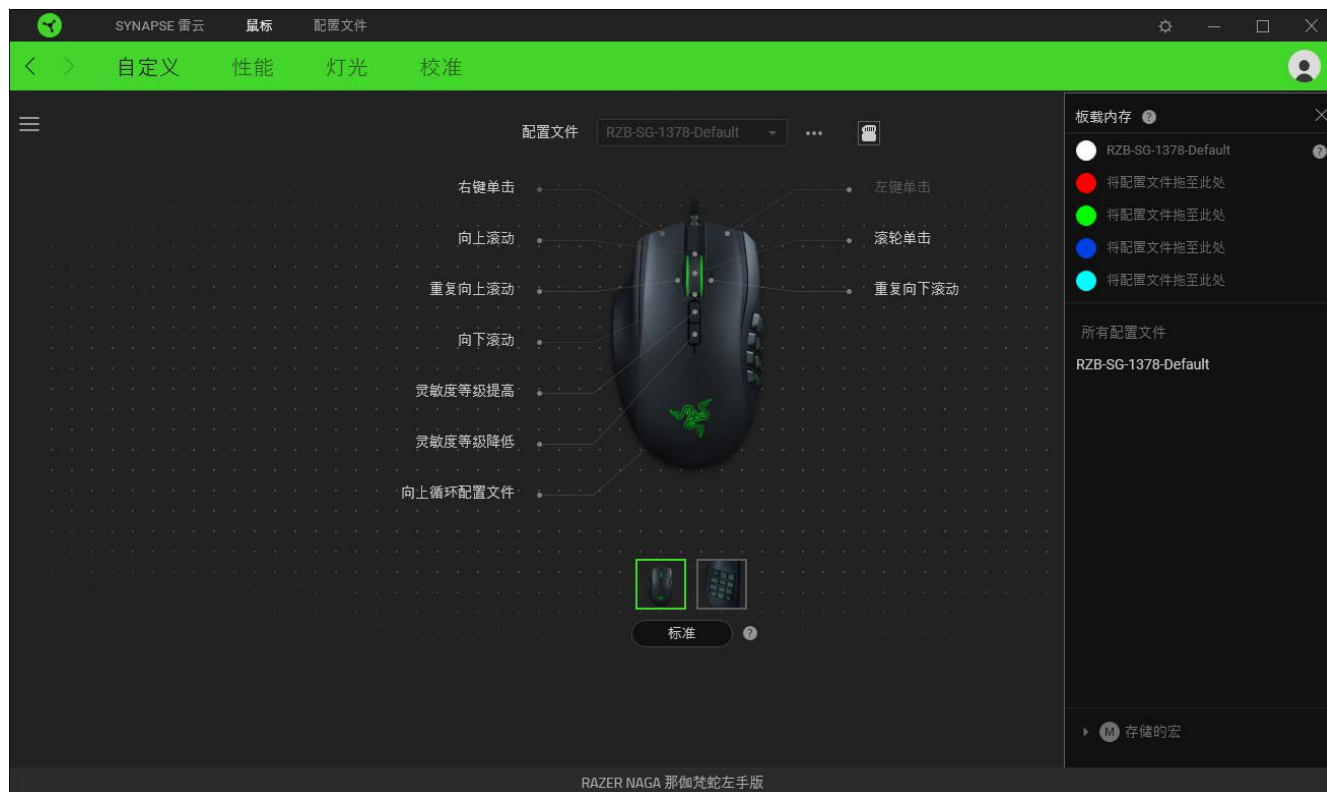 SYNAPSE 雷云 鼠标 配置文件
自定义 性能 灯光 校准
配置文件 RZB-SG-1378-Default
右键单击 左键单击
向上滚动 滚轮单击
重复向上滚动 重复向下滚动
向下滚动
灵敏度等级提高
灵敏度等级降低
向上循环配置文件
标准 ?
板载内存 ?
RZB-SG-1378-Default ?
将配置文件拖至此处
将配置文件拖至此处
将配置文件拖至此处
将配置文件拖至此处
所有配置文件
RZB-SG-1378-Default
M 存储的宏
RAZER NAGA 那伽梵蛇左手版